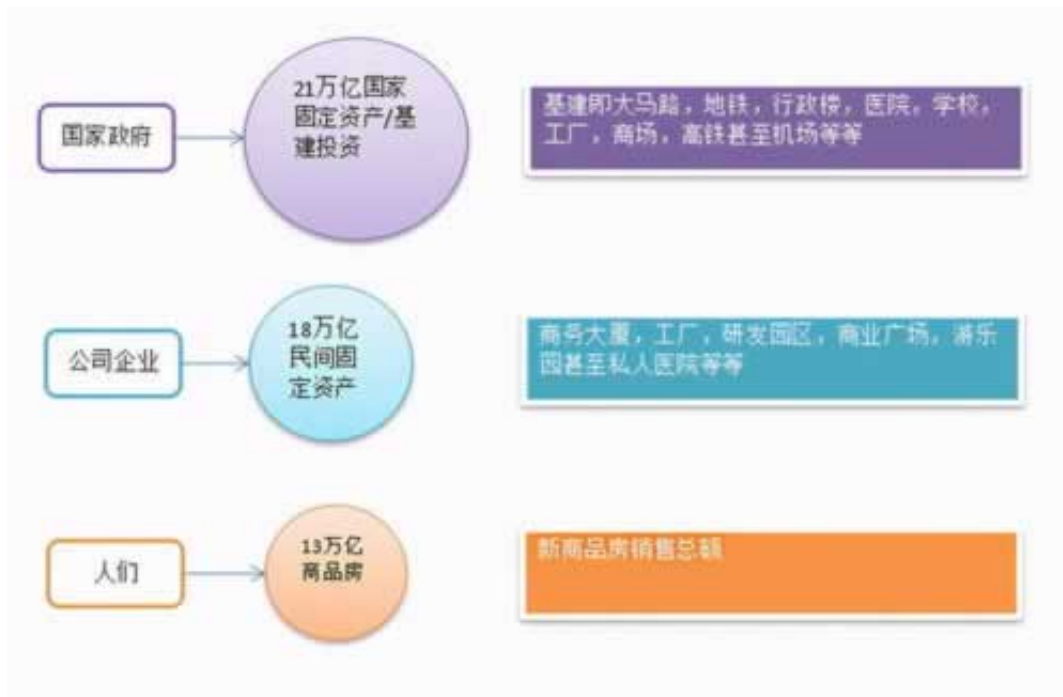 国家政府
21万亿国家
固定资产/基
建投资
基建即大马路，地铁，行政楼，医院，学校，
工厂，商场，高铁甚至机场等等
公司企业
18万亿
民间固
定资产
商务大厦，工厂，研发园区，商业广场，游乐
园甚至私人医院等等
人们
13万亿
商品房
新商品房销售总额